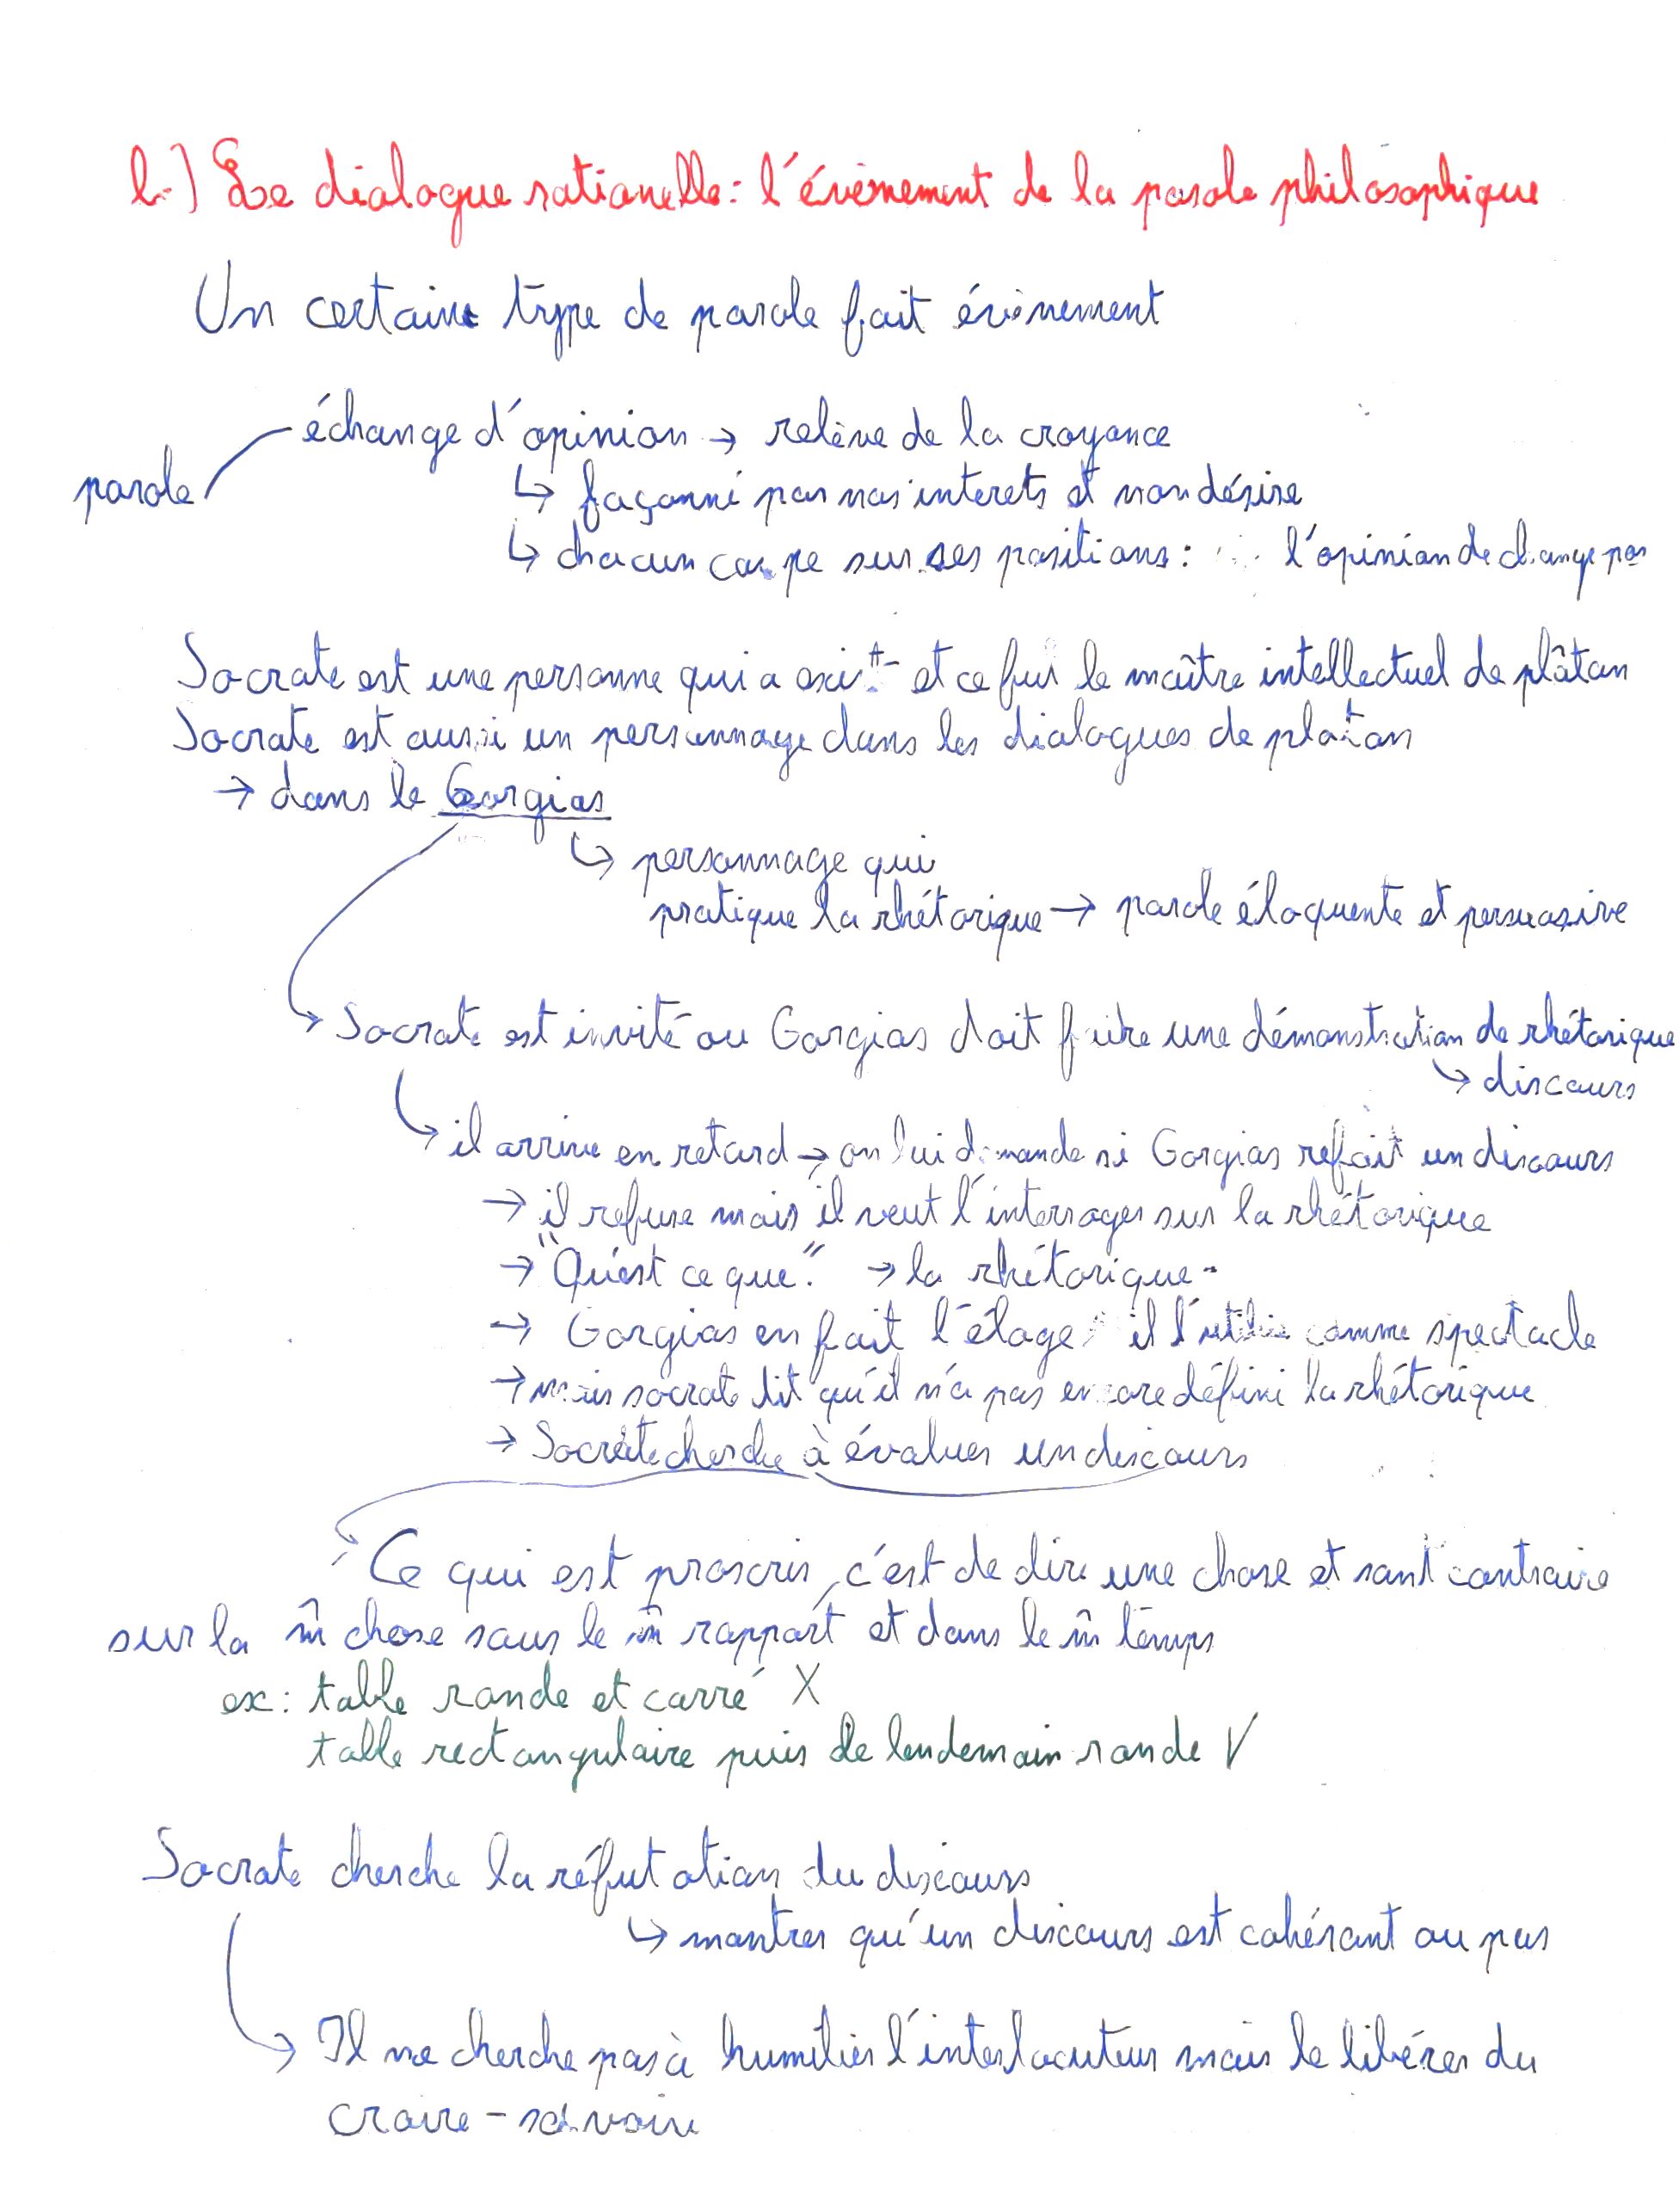 b.) Le dialogue rationelle : l'évènement de la parole philosophique
Un certaine type de parole fait évènement
échange d'opinion → relève de la croyance
parole
↳ façonné par nos interets et non désire
↳ chacun campe sur ses positions : l'opinion de change pas
Socrate est une personne qui a existé et ce fut le maître intellectuel de plâton
Socrate est aussi un personnage dans les dialogues de platon
→ dans le Gorgias
↳ personnage qui
pratique la rhétorique → parole éloquente et persuasive
Socrate est invité ou Gorgias doit faire une démonstration de rhétorique
↳ discours
il arrive en retard → on lui demande si Gorgias refait un discours
→ il refuse mais il veut l'interroger sur la rhétorique
→ "Qu'est ce que" → la rhétorique.
→ Gorgias en fait l'éloge, il l'utilise comme spectacle
→ mais socrate dit qu'il n'a pas encore défini la rhétorique
→ Socrate cherche à évaluer un discours
Ce qui est proscris, c'est de dire une chose et sont contraire
sur la m̂ chose sous le m̂ rapport et dans le m̂ temps
ex : table ronde et carré X
table rectangulaire puis le lendemain ronde V
Socrate cherche la réfutation du discours
↳ montrer qu'un discours est cohérant ou pas
Il ne cherche pas à humilier l'interlocuteur mais le libérer du
croire - savoir